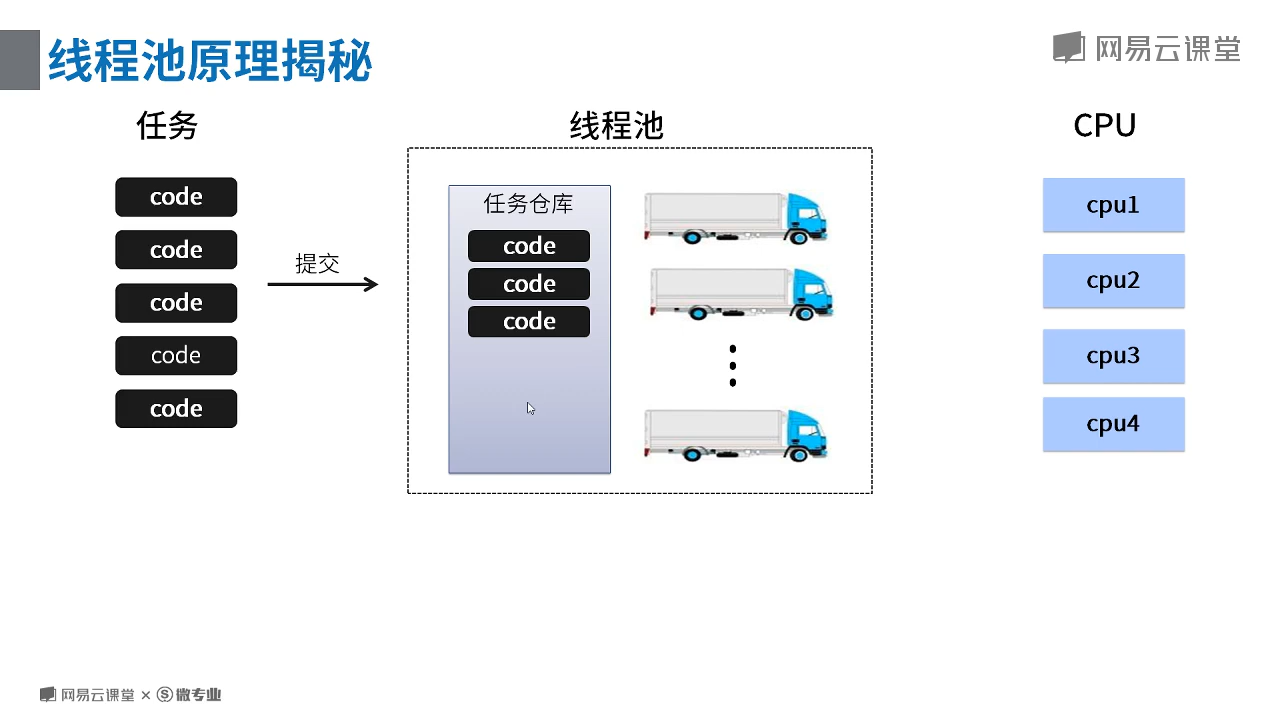 线程池原理揭秘
网易云课堂
任务
线程池
CPU
code
code
code
code
code
提交
任务仓库
code
code
code
cpu1
cpu2
cpu3
cpu4
网易云课堂 × Ⓢ微专业